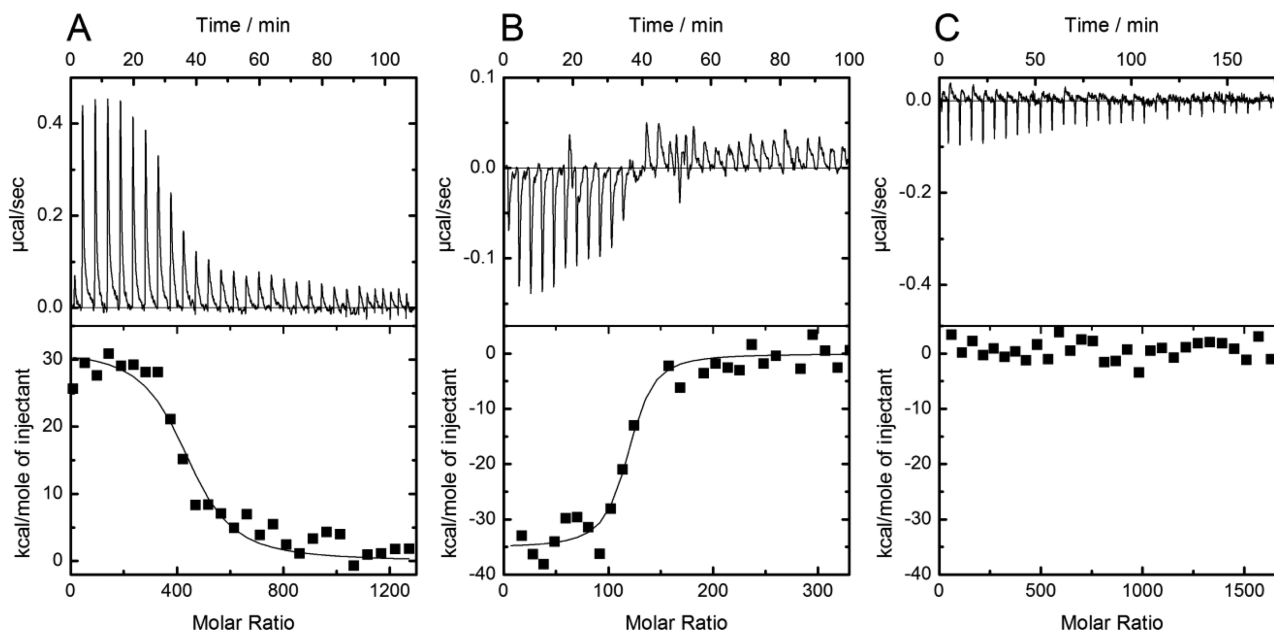 A
Time / min
0 20 40 60 80 100
µcal/sec
0.4
0.2
0.0
kcal/mole of injectant
30
20
10
0
0 400 800 1200
Molar Ratio
B
Time / min
0 20 40 60 80 100
µcal/sec
0.1
0.0
-0.1
kcal/mole of injectant
0
-10
-20
-30
-40
0 100 200 300
Molar Ratio
C
Time / min
0 50 100 150
µcal/sec
0.0
-0.2
-0.4
kcal/mole of injectant
0
-10
-20
-30
-40
0 500 1000 1500
Molar Ratio